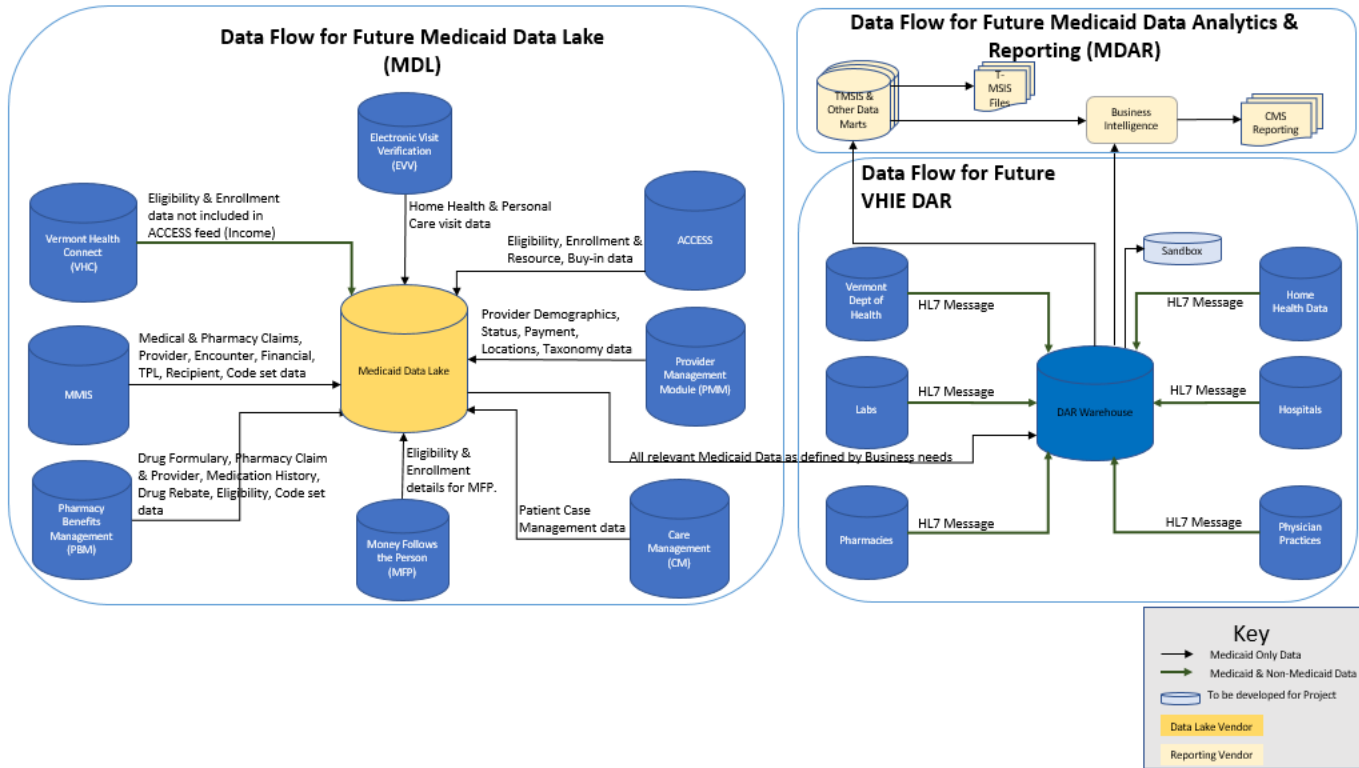 Data Flow for Future Medicaid Data Lake
(MDL)
Electronic Visit
Verification
(EVV)
Eligibility & Enrollment
data not included in
ACCESS feed (Income)
Vermont Health
Connect
(VHC)
Home Health & Personal
Care visit data
Eligibility, Enrollment &
Resource, Buy-in data
ACCESS
Medical & Pharmacy Claims,
Provider, Encounter, Financial,
TPL, Recipient, Code set data
MMIS
Medicaid Data Lake
Provider Demographics,
Status, Payment,
Locations, Taxonomy data
Provider
Management
Module (PMM)
Drug Formulary, Pharmacy Claim
& Provider, Medication History,
Drug Rebate, Eligibility, Code set
data
Pharmacy
Benefits
Management
(PBM)
Eligibility &
Enrollment
details for MFP.
Money Follows
the Person
(MFP)
Patient Case
Management data
Care
Management
(CM)
All relevant Medicaid Data as defined by Business needs
Data Flow for Future Medicaid Data Analytics &
Reporting (MDAR)
TMSIS &
Other Data
Marts
T-
MSIS
Files
Business
Intelligence
CMS
Reporting
Data Flow for Future
VHIE DAR
Sandbox
Vermont
Dept of
Health
HL7 Message
HL7 Message
Home
Health Data
Labs
HL7 Message
DAR Warehouse
HL7 Message
Hospitals
Pharmacies
HL7 Message
HL7 Message
Physician
Practices
Key
Medicaid Only Data
Medicaid & Non-Medicaid Data
To be developed for Project
Data Lake Vendor
Reporting Vendor